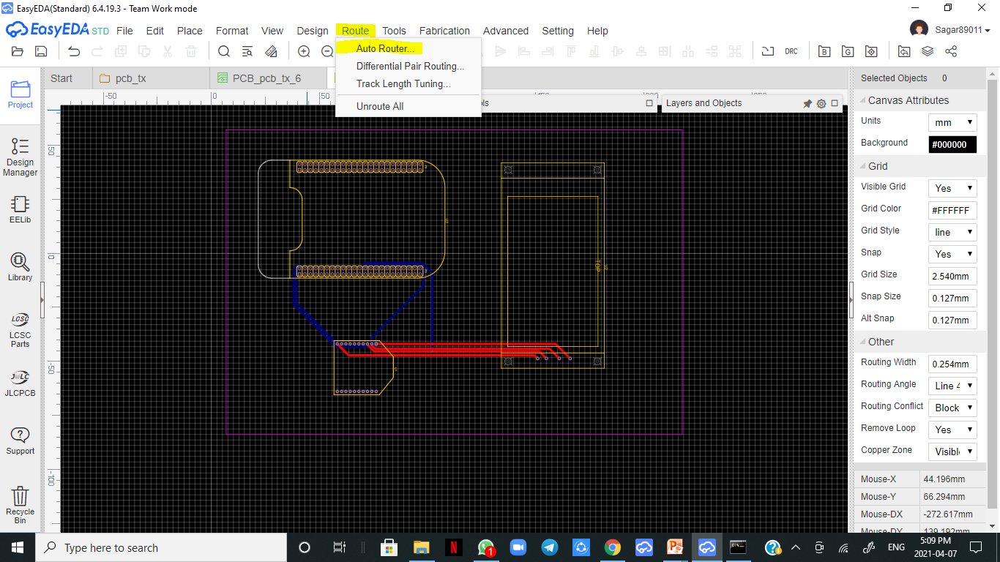 EasyEDA(Standard) 6.4.19.3 - Team Work mode
EasyEDA STD File Edit Place Format View Design Route Tools Fabrication Advanced Setting Help Sagar89011
Auto Router...
DRC
B G
Differential Pair Routing...
Track Length Tuning...
Unroute All
Start pcb_tx PCB_pcb_tx_6
-50 0 50
ls
Layers and Objects
Project
Design
Manager
EELib
Library
LCSC
LCSC
Parts
J@LC
JLCPCB
Support
Recycle
Bin
50
0
-50
-100
TOP
Selected Objects 0
Canvas Attributes
Units mm
Background #000000
Grid
Visible Grid Yes
Grid Color #FFFFFF
Grid Style line
Snap Yes
Grid Size 2.540mm
Snap Size 0.127mm
Alt Snap 0.127mm
Other
Routing Width 0.254mm
Routing Angle Line 4
Routing Conflict Block
Remove Loop Yes
Copper Zone Visibl
Mouse-X 44.196mm
Mouse-Y 66.294mm
Mouse-DX -272.617mm
Mouse-DY 139.192mm
Type here to search
N
1
P
ENG
5:09 PM
2021-04-07